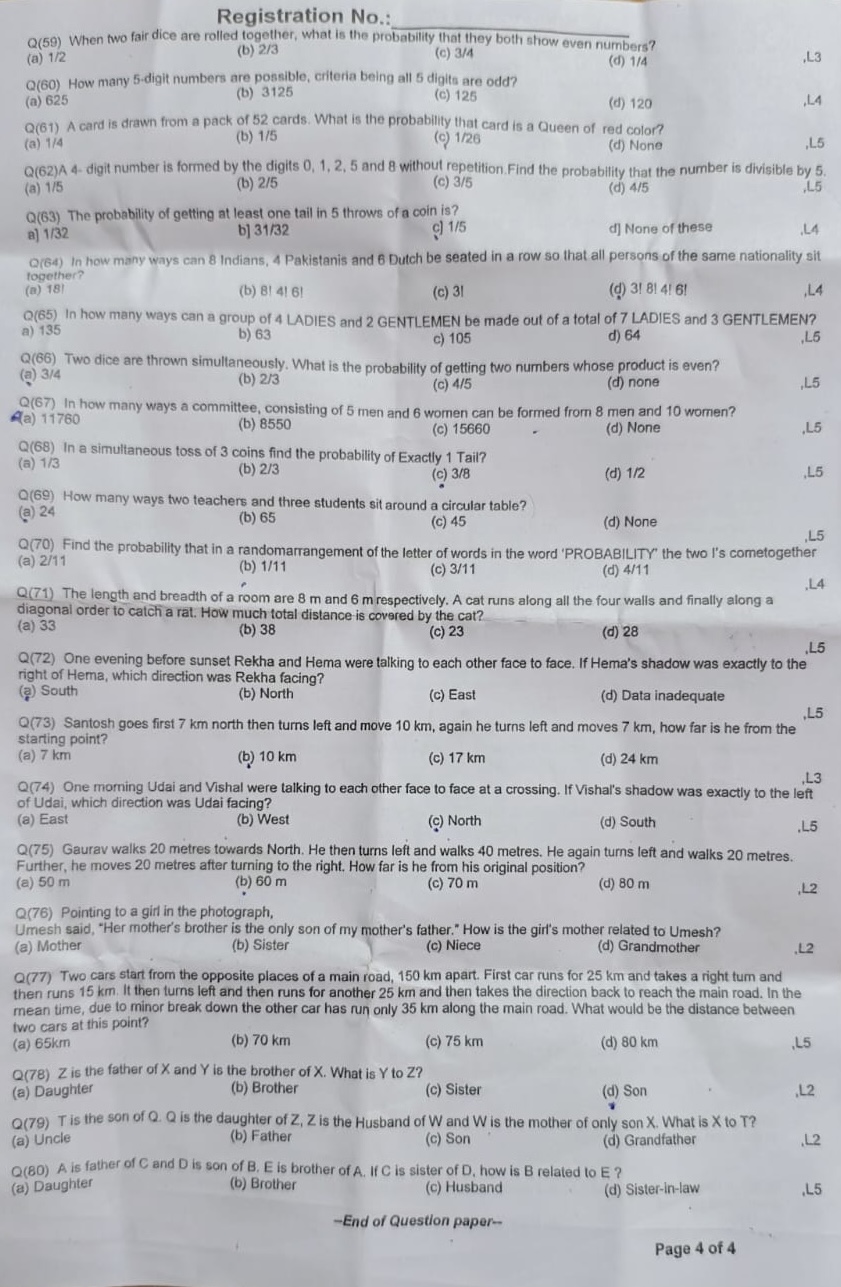 Registration No.:
Q(59) When two fair dice are rolled together, what is the probability that they both show even numbers?
(a) 1/2 (b) 2/3 (c) 3/4 (d) 1/4 ,L3
Q(60) How many 5-digit numbers are possible, criteria being all 5 digits are odd?
(a) 625 (b) 3125 (c) 125 (d) 120 ,L4
Q(61) A card is drawn from a pack of 52 cards. What is the probability that card is a Queen of red color?
(a) 1/4 (b) 1/5 (c) 1/26 (d) None ,L5
Q(62)A 4- digit number is formed by the digits 0, 1, 2, 5 and 8 without repetition.Find the probability that the number is divisible by 5.
(a) 1/5 (b) 2/5 (c) 3/5 (d) 4/5 ,L5
Q(63) The probability of getting at least one tail in 5 throws of a coin is?
a] 1/32 b] 31/32 c] 1/5 d] None of these ,L4
Q(64) In how many ways can 8 Indians, 4 Pakistanis and 6 Dutch be seated in a row so that all persons of the same nationality sit
together?
(a) 18! (b) 8! 4! 6! (c) 3! (d) 3! 8! 4! 6! ,L4
Q(65) In how many ways can a group of 4 LADIES and 2 GENTLEMEN be made out of a total of 7 LADIES and 3 GENTLEMEN?
a) 135 b) 63 c) 105 d) 64 ,L5
Q(66) Two dice are thrown simultaneously. What is the probability of getting two numbers whose product is even?
(a) 3/4 (b) 2/3 (c) 4/5 (d) none ,L5
Q(67) In how many ways a committee, consisting of 5 men and 6 women can be formed from 8 men and 10 women?
(a) 11760 (b) 8550 (c) 15660 (d) None ,L5
Q(68) In a simultaneous toss of 3 coins find the probability of Exactly 1 Tail?
(a) 1/3 (b) 2/3 (c) 3/8 (d) 1/2 ,L5
Q(69) How many ways two teachers and three students sit around a circular table?
(a) 24 (b) 65 (c) 45 (d) None ,L5
Q(70) Find the probability that in a randomarrangement of the letter of words in the word 'PROBABILITY' the two I's cometogether
(a) 2/11 (b) 1/11 (c) 3/11 (d) 4/11 ,L4
Q(71) The length and breadth of a room are 8 m and 6 m respectively. A cat runs along all the four walls and finally along a
diagonal order to catch a rat. How much total distance is covered by the cat?
(a) 33 (b) 38 (c) 23 (d) 28 ,L5
Q(72) One evening before sunset Rekha and Hema were talking to each other face to face. If Hema's shadow was exactly to the
right of Hema, which direction was Rekha facing?
(a) South (b) North (c) East (d) Data inadequate ,L5
Q(73) Santosh goes first 7 km north then turns left and move 10 km, again he turns left and moves 7 km, how far is he from the
starting point?
(a) 7 km (b) 10 km (c) 17 km (d) 24 km ,L3
Q(74) One morning Udai and Vishal were talking to each other face to face at a crossing. If Vishal's shadow was exactly to the left
of Udai, which direction was Udai facing?
(a) East (b) West (c) North (d) South ,L5
Q(75) Gaurav walks 20 metres towards North. He then turns left and walks 40 metres. He again turns left and walks 20 metres.
Further, he moves 20 metres after turning to the right. How far is he from his original position?
(a) 50 m (b) 60 m (c) 70 m (d) 80 m ,L2
Q(76) Pointing to a girl in the photograph,
Umesh said, "Her mother's brother is the only son of my mother's father." How is the girl's mother related to Umesh?
(a) Mother (b) Sister (c) Niece (d) Grandmother ,L2
Q(77) Two cars start from the opposite places of a main road, 150 km apart. First car runs for 25 km and takes a right turn and
then runs 15 km. It then turns left and then runs for another 25 km and then takes the direction back to reach the main road. In the
mean time, due to minor break down the other car has run only 35 km along the main road. What would be the distance between
two cars at this point?
(a) 65km (b) 70 km (c) 75 km (d) 80 km ,L5
Q(78) Z is the father of X and Y is the brother of X. What is Y to Z?
(a) Daughter (b) Brother (c) Sister (d) Son ,L2
Q(79) T is the son of Q. Q is the daughter of Z, Z is the Husband of W and W is the mother of only son X. What is X to T?
(a) Uncle (b) Father (c) Son (d) Grandfather ,L2
Q(80) A is father of C and D is son of B. E is brother of A. If C is sister of D, how is B related to E ?
(a) Daughter (b) Brother (c) Husband (d) Sister-in-law ,L5
--End of Question paper--
Page 4 of 4